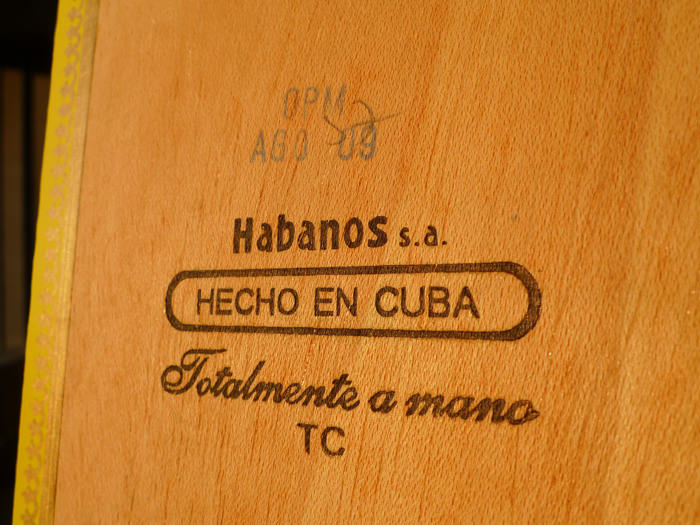 OPM
AGO 09
Habanos s.a.
HECHO EN CUBA
Totalmente a mano
TC